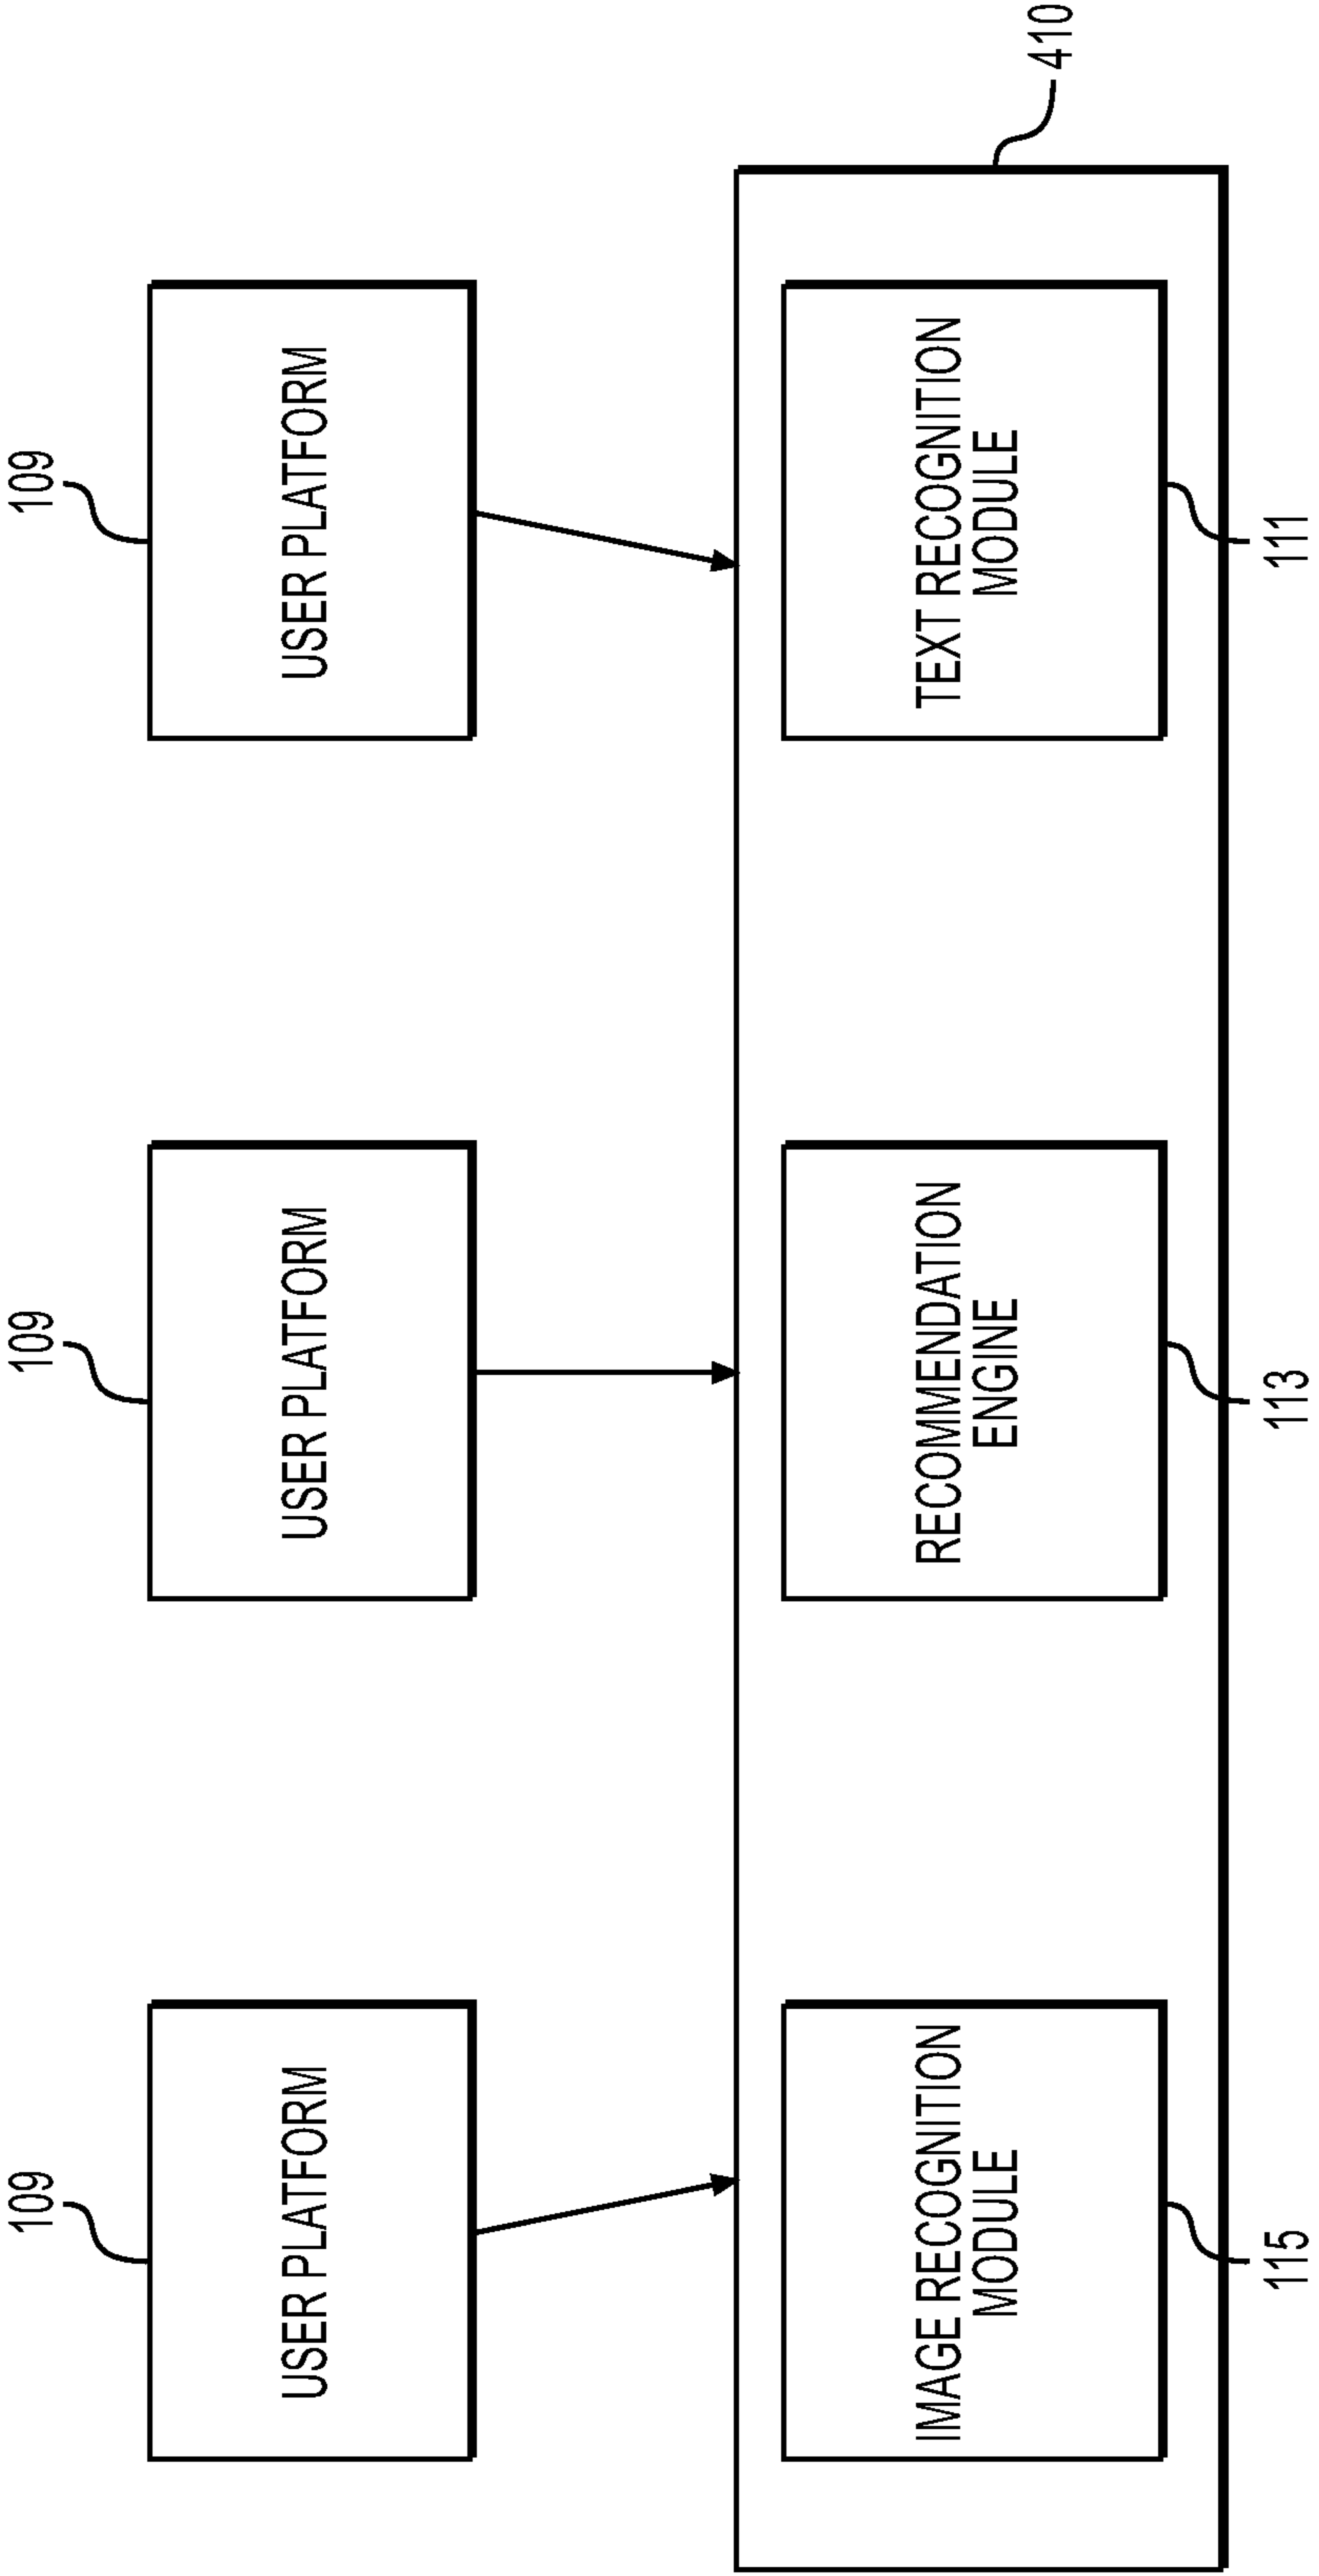 109
109
109
USER PLATFORM
USER PLATFORM
USER PLATFORM
IMAGE RECOGNITION
MODULE
RECOMMENDATION
ENGINE
TEXT RECOGNITION
MODULE
410
115
113
111